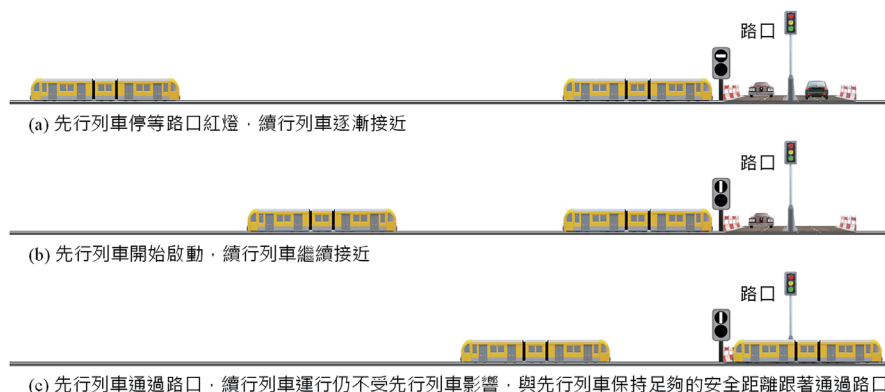 路口
(a) 先行列車停等路口紅燈，續行列車逐漸接近
路口
(b) 先行列車開始啟動，續行列車繼續接近
路口
(c) 先行列車通過路口，續行列車運行仍不受先行列車影響，與先行列車保持足夠的安全距離跟著通過路口